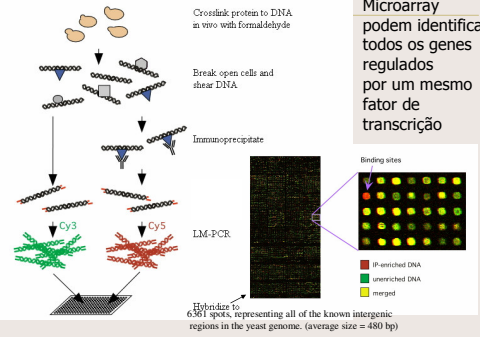 Crosslink protein to DNA
in vivo with formaldehyde
Break open cells and
shear DNA
Immunoprecipitate
Cy3
Cy5
LM-PCR
Hybridize to
6361 spots, representing all of the known intergenic
regions in the yeast genome. (average size = 480 bp)
Microarray
podem identifica
todos os genes
regulados
por um mesmo
fator de
transcrição
Binding sites
IP-enriched DNA
unenriched DNA
merged